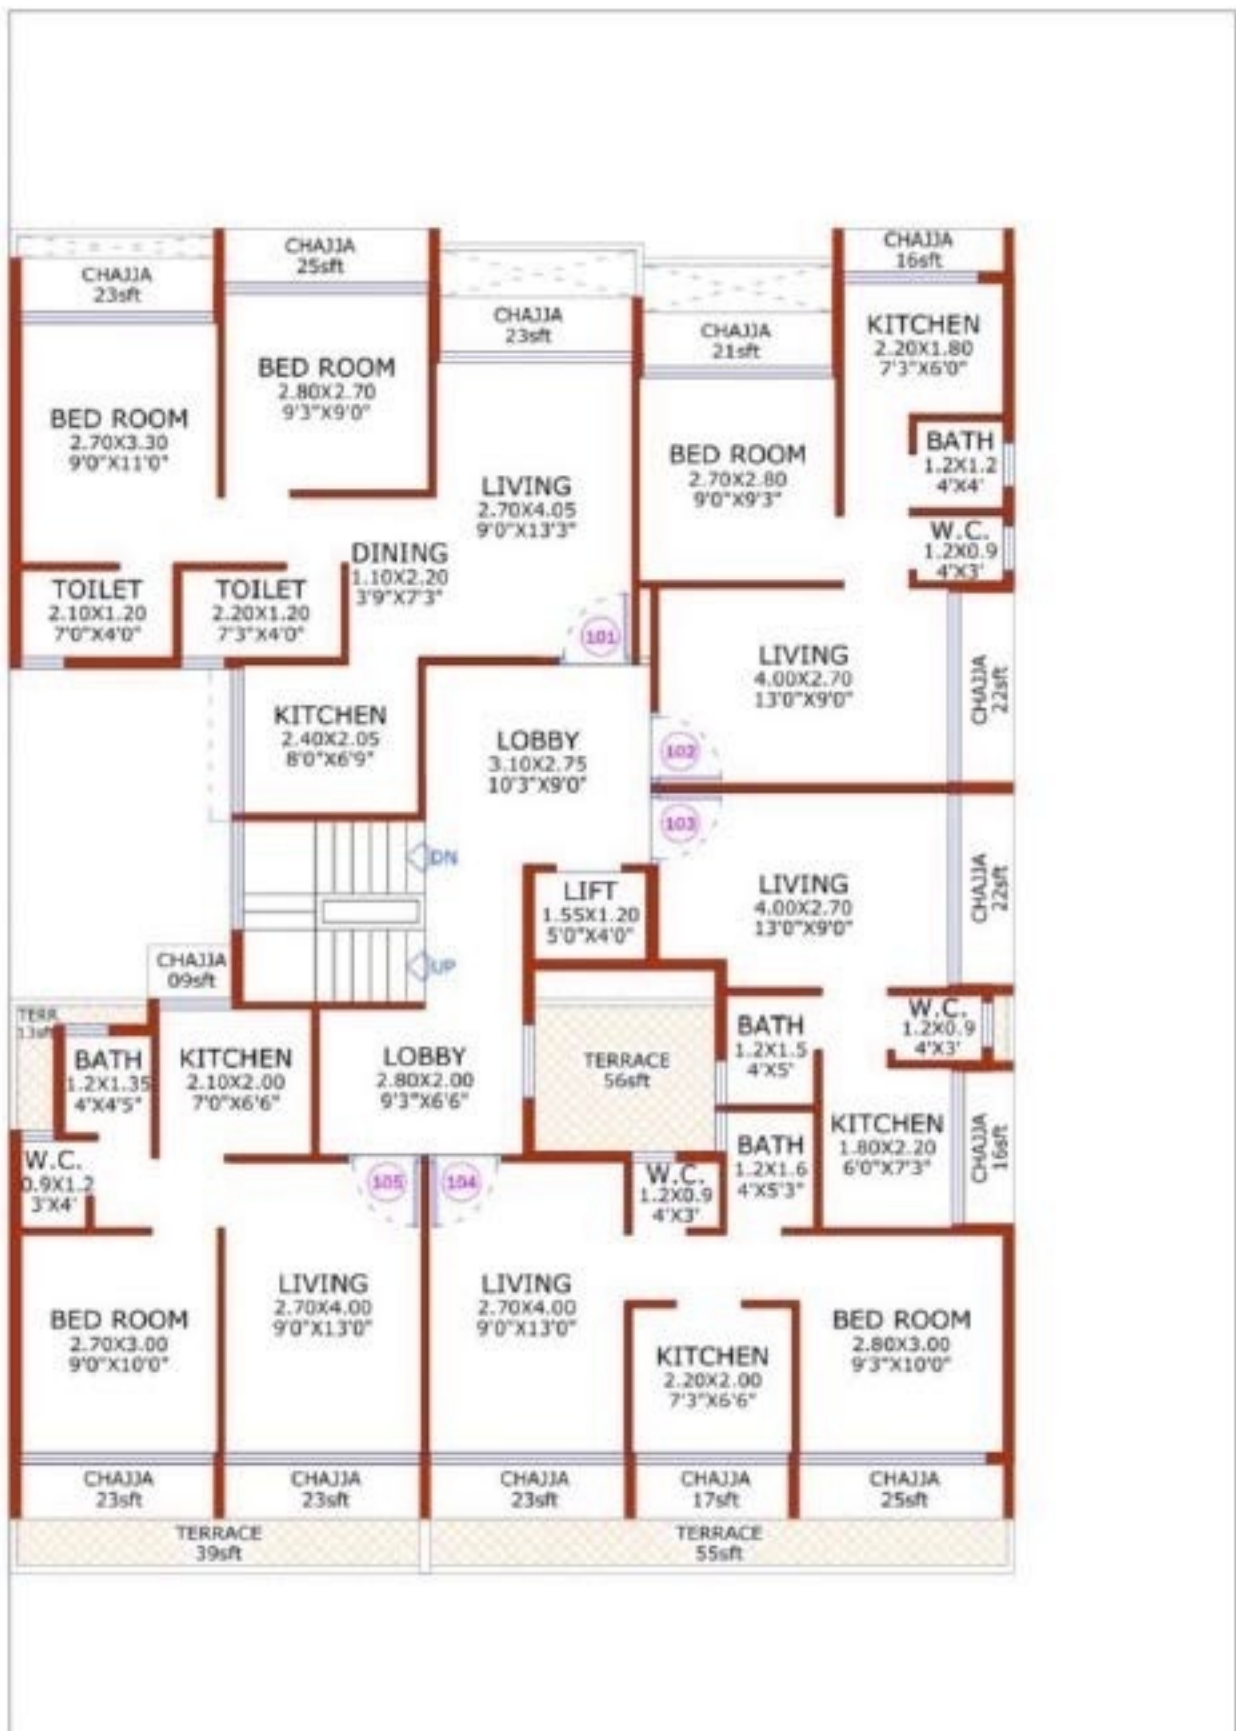 CHAJJA
23sft
CHAJJA
25sft
CHAJJA
23sft
CHAJJA
21sft
CHAJJA
16sft
KITCHEN
2.20X1.80
7'3"X6'0"
BED ROOM
2.80X2.70
9'3"X9'0"
BED ROOM
2.70X3.30
9'0"X11'0"
BATH
1.2X1.2
4'X4'
BED ROOM
2.70X2.80
9'0"X9'3"
LIVING
2.70X4.05
9'0"X13'3"
W.C.
1.2X0.9
4'X3'
DINING
1.10X2.20
3'9"X7'3"
TOILET
2.10X1.20
7'0"X4'0"
TOILET
2.20X1.20
7'3"X4'0"
101
LIVING
4.00X2.70
13'0"X9'0"
CHAJJA
22sft
KITCHEN
2.40X2.05
8'0"X6'9"
LOBBY
3.10X2.75
10'3"X9'0"
102
103
DN
LIFT
1.55X1.20
5'0"X4'0"
LIVING
4.00X2.70
13'0"X9'0"
CHAJJA
22sft
CHAJJA
09sft
UP
TERR.
13sft
BATH
1.2X1.35
4'X4'5"
KITCHEN
2.10X2.00
7'0"X6'6"
LOBBY
2.80X2.00
9'3"X6'6"
TERRACE
56sft
BATH
1.2X1.5
4'X5'
W.C.
1.2X0.9
4'X3'
KITCHEN
1.80X2.20
6'0"X7'3"
CHAJJA
16sft
W.C.
0.9X1.2
3'X4'
105
104
W.C.
1.2X0.9
4'X3'
BATH
1.2X1.6
4'X5'3"
BED ROOM
2.70X3.00
9'0"X10'0"
LIVING
2.70X4.00
9'0"X13'0"
LIVING
2.70X4.00
9'0"X13'0"
KITCHEN
2.20X2.00
7'3"X6'6"
BED ROOM
2.80X3.00
9'3"X10'0"
CHAJJA
23sft
CHAJJA
23sft
CHAJJA
23sft
CHAJJA
17sft
CHAJJA
25sft
TERRACE
39sft
TERRACE
55sft